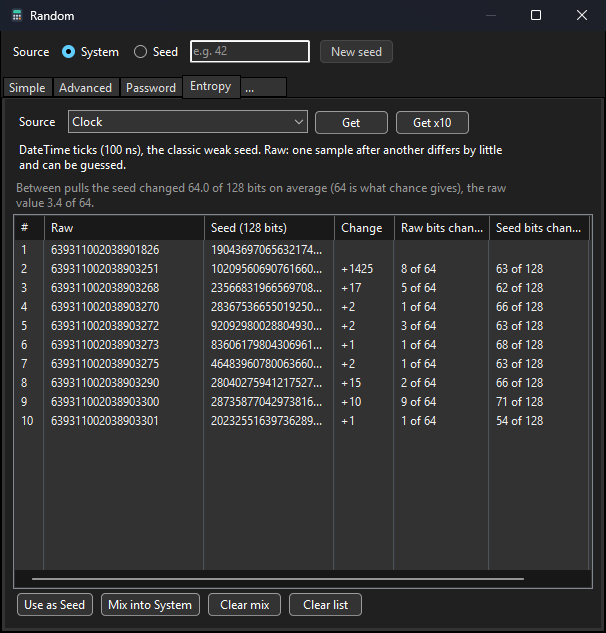 Random
Source System Seed e.g. 42 New seed
Simple Advanced Password Entropy ...
Source Clock Get Get x10
DateTime ticks (100 ns), the classic weak seed. Raw: one sample after another differs by little
and can be guessed.
Between pulls the seed changed 64.0 of 128 bits on average (64 is what chance gives), the raw
value 3.4 of 64.
# Raw Seed (128 bits) Change Raw bits chan... Seed bits chan...
1 639311002038901826 19043697065632174...
2 639311002038903251 10209560690761660... +1425 8 of 64 63 of 128
3 639311002038903268 23566831966569708... +17 5 of 64 62 of 128
4 639311002038903270 28367536655019250... +2 1 of 64 66 of 128
5 639311002038903272 92092980028804930... +2 3 of 64 63 of 128
6 639311002038903273 83606179804306961... +1 1 of 64 68 of 128
7 639311002038903275 46483960780063660... +2 1 of 64 63 of 128
8 639311002038903290 28040275941217527... +15 2 of 64 66 of 128
9 639311002038903300 28735877042973816... +10 9 of 64 71 of 128
10 639311002038903301 20232551639736289... +1 1 of 64 54 of 128
Use as Seed Mix into System Clear mix Clear list